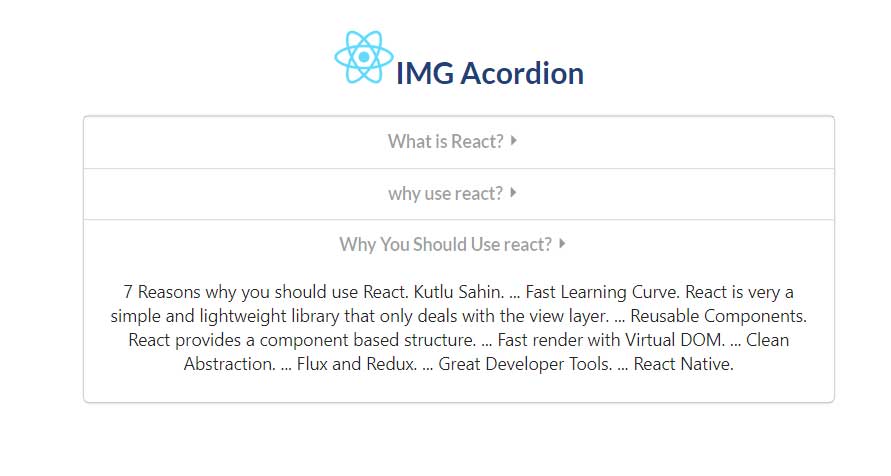 IMG Acordion
What is React?
why use react?
Why You Should Use react?
7 Reasons why you should use React. Kutlu Sahin. ... Fast Learning Curve. React is very a
simple and lightweight library that only deals with the view layer. ... Reusable Components.
React provides a component based structure. ... Fast render with Virtual DOM. ... Clean
Abstraction. ... Flux and Redux. ... Great Developer Tools. ... React Native.